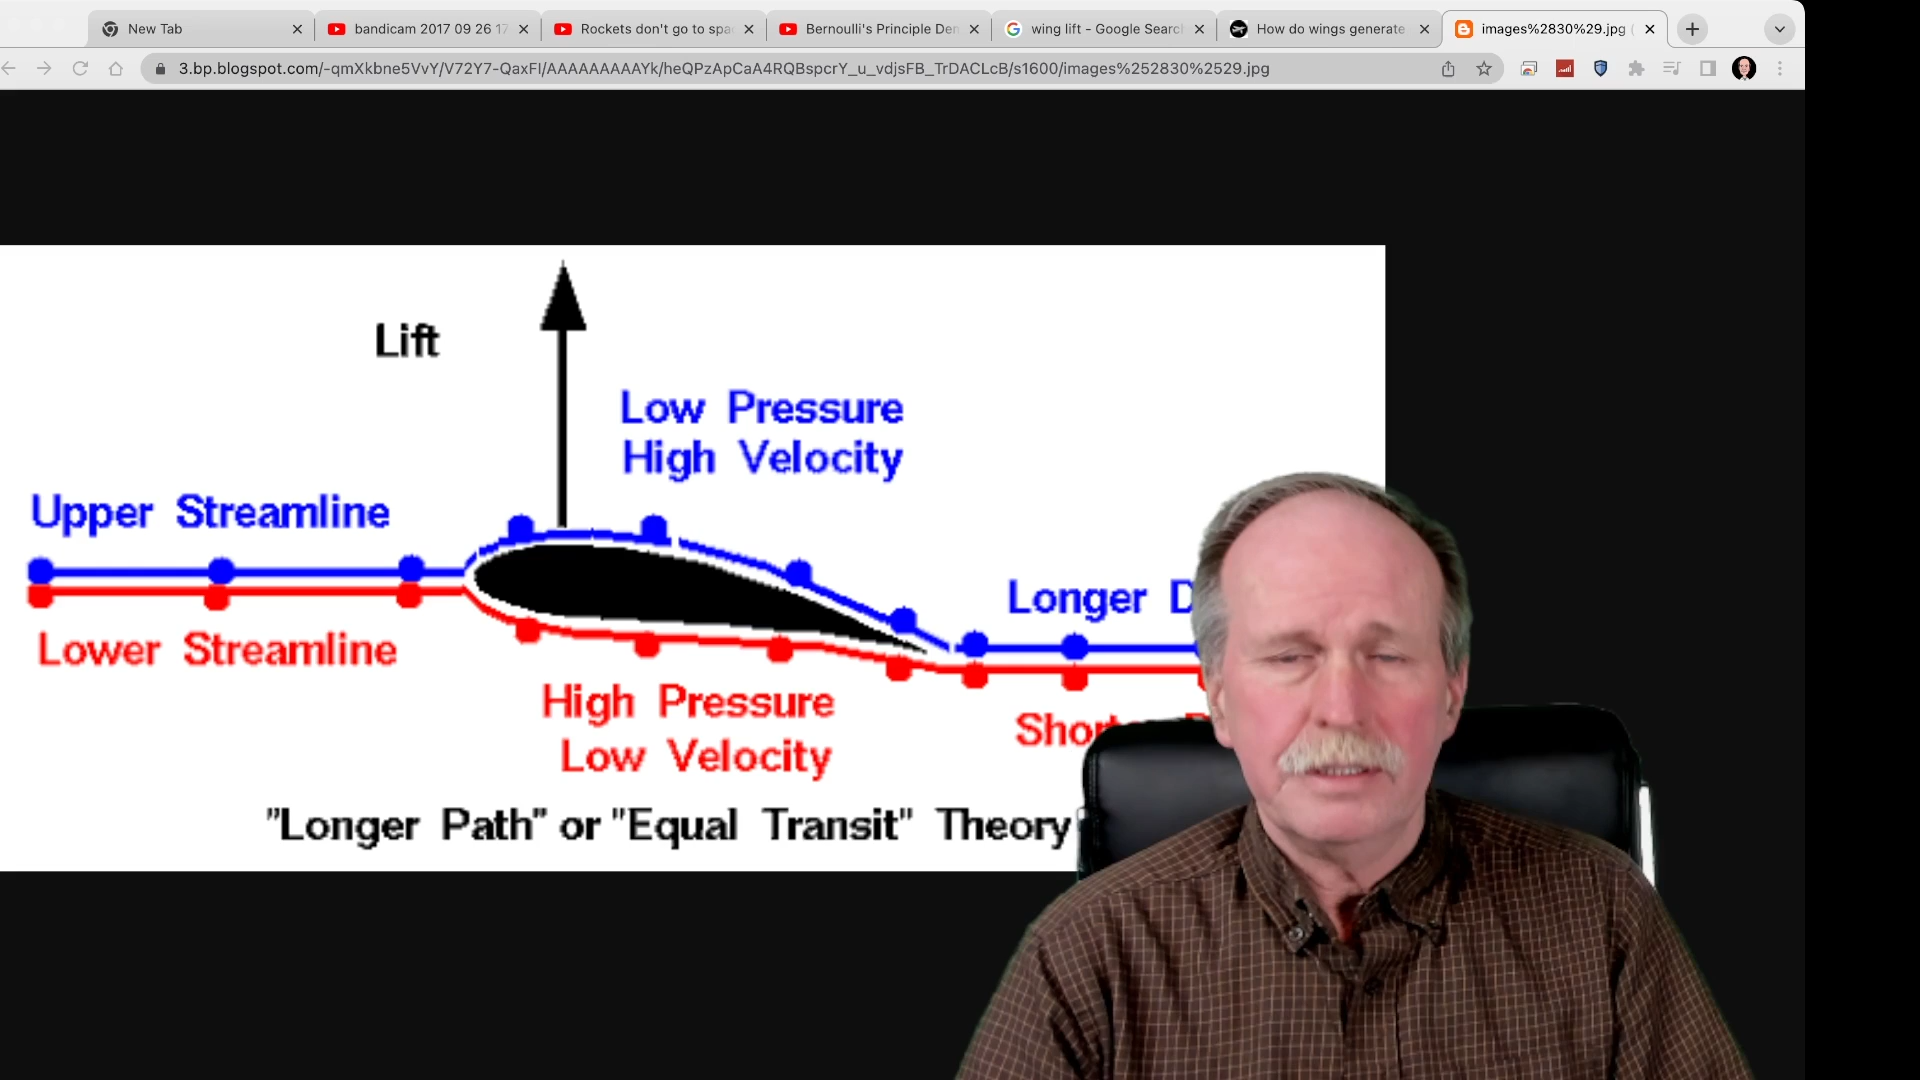 New Tab
bandicam 2017 09 26 17
Rockets don't go to spa
Bernoulli's Principle Den
wing lift - Google Search
How do wings generate
images%2830%29.jpg (
3.bp.blogspot.com/-qmXkbne5VvY/V72Y7-QaxFI/AAAAAAAAAYk/heQPzApCaA4RQBspcrY_u_vdjsFB_TrDACLcB/s1600/images%252830%2529.jpg
Lift
Low Pressure
High Velocity
Upper Streamline
Longer D
Lower Streamline
High Pressure
Low Velocity
Shor
"Longer Path" or "Equal Transit" Theory